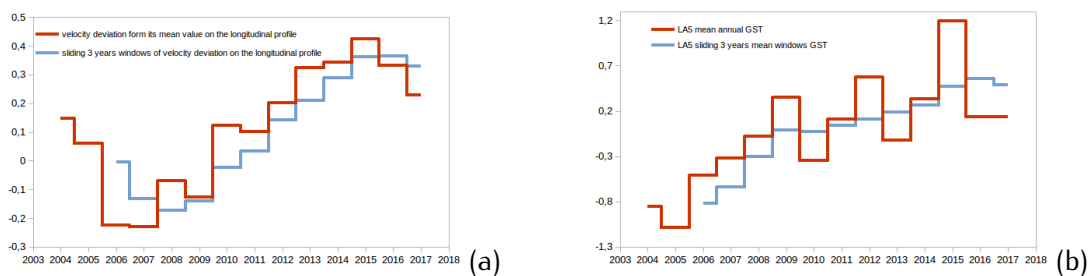 0,5
velocity deviation form its mean value on the longitudinal profile
0,4
sliding 3 years windows of velocity deviation on the longitudinal profile
0,3
0,2
0,1
0
-0,1
-0,2
-0,3
2003 2004 2005 2006 2007 2008 2009 2010 2011 2012 2013 2014 2015 2016 2017 2018
(a)
1,2
LA5 mean annual GST
LA5 sliding 3 years mean windows GST
0,7
0,2
-0,3
-0,8
-1,3
2003 2004 2005 2006 2007 2008 2009 2010 2011 2012 2013 2014 2015 2016 2017 2018
(b)